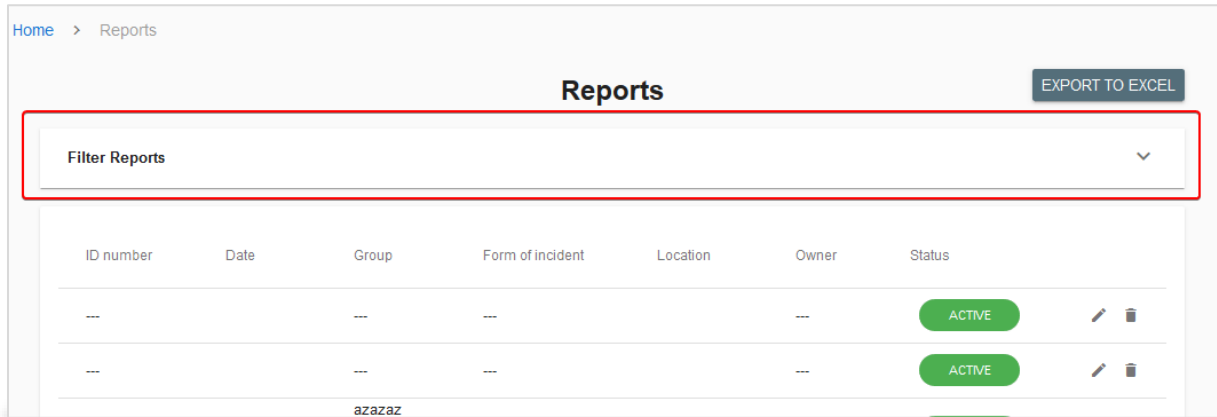 Home > Reports
Reports
EXPORT TO EXCEL
Filter Reports
ID number Date Group Form of incident Location Owner Status
--- --- --- --- ACTIVE
--- --- --- --- ACTIVE
azazaz